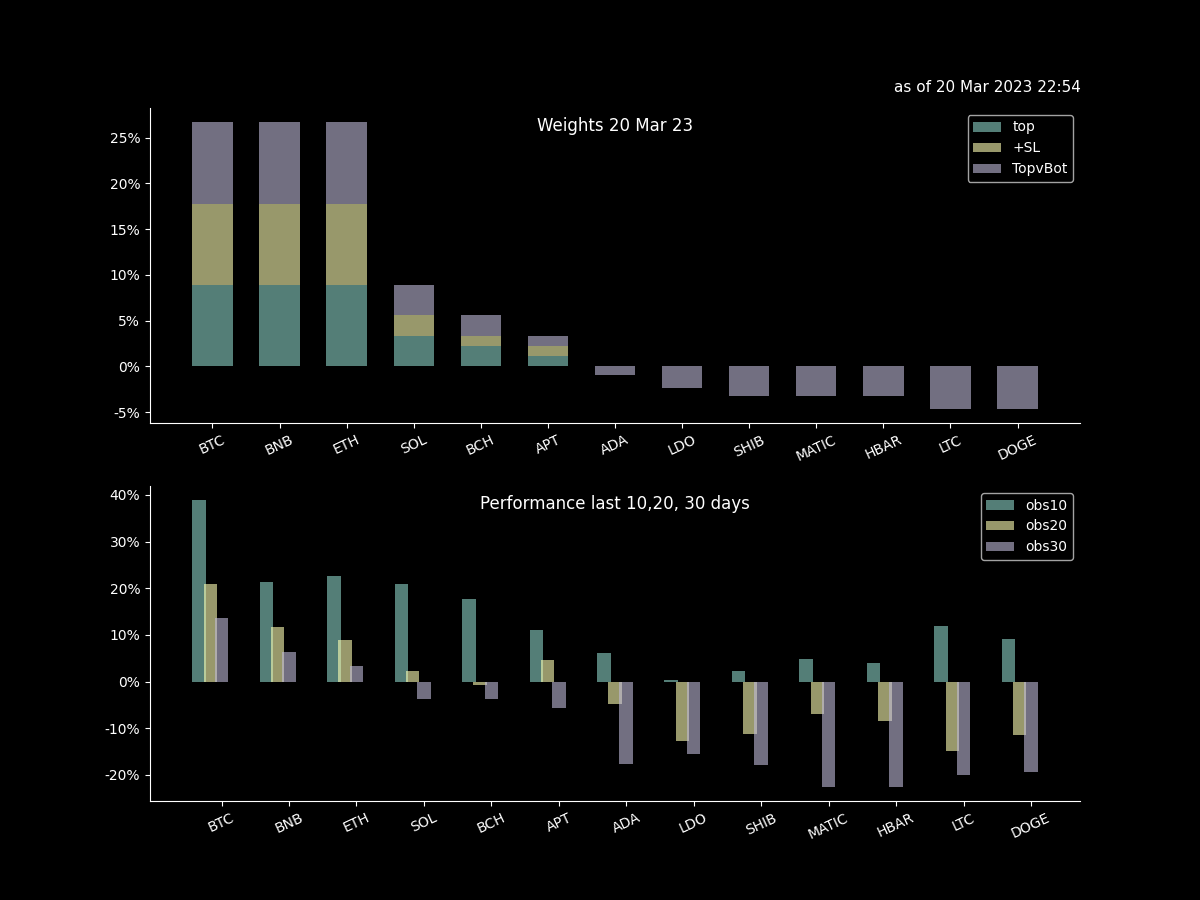 as of 20 Mar 2023 22:54
Weights 20 Mar 23
top
+SL
TopvBot
25%
20%
15%
10%
5%
0%
-5%
BTC BNB ETH SOL BCH APT ADA LDO SHIB MATIC HBAR LTC DOGE
Performance last 10,20, 30 days
obs10
obs20
obs30
40%
30%
20%
10%
0%
-10%
-20%
BTC BNB ETH SOL BCH APT ADA LDO SHIB MATIC HBAR LTC DOGE